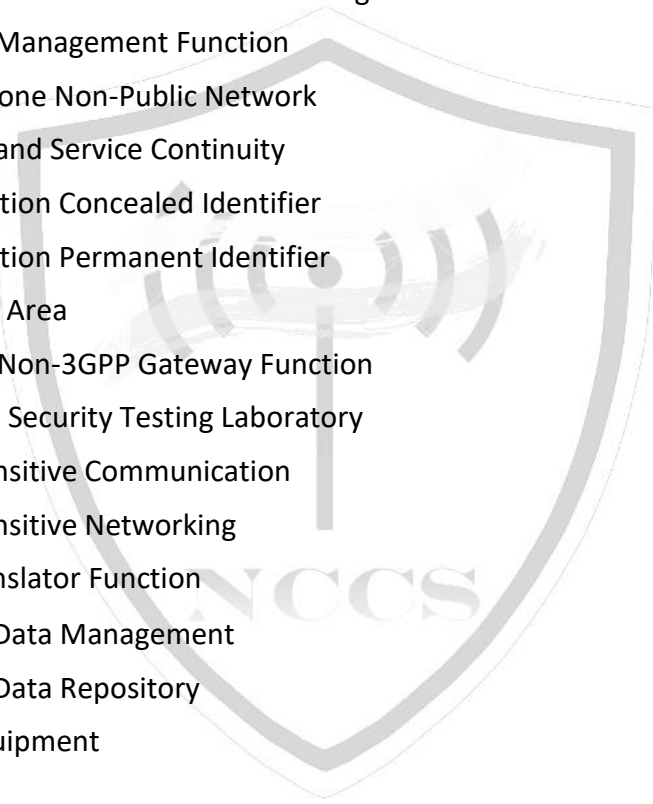 Management Function
one Non-Public Network
and Service Continuity
tion Concealed Identifier
tion Permanent Identifier
Area
Non-3GPP Gateway Function
Security Testing Laboratory
nsitive Communication
nsitive Networking
nslator Function
NCCS
Data Management
Data Repository
uipment